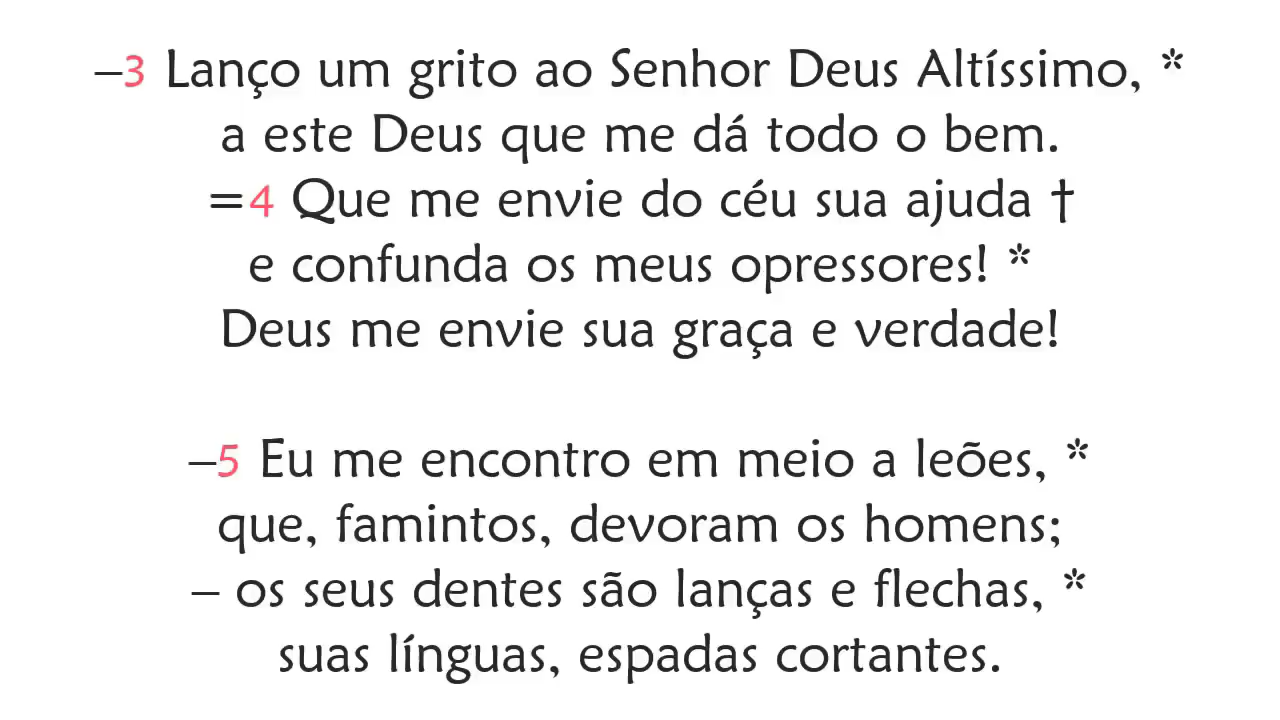 –3 Lanço um grito ao Senhor Deus Altíssimo, *
a este Deus que me dá todo o bem.
=4 Que me envie do céu sua ajuda †
e confunda os meus opressores! *
Deus me envie sua graça e verdade!
–5 Eu me encontro em meio a leões, *
que, famintos, devoram os homens;
– os seus dentes são lanças e flechas, *
suas línguas, espadas cortantes.